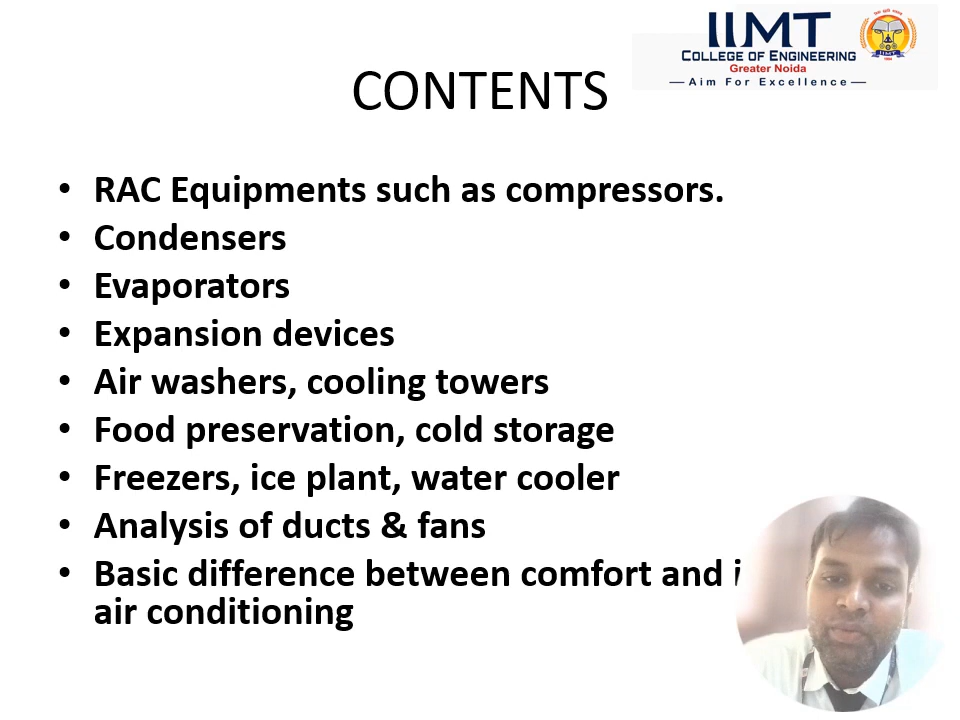 IIMT
COLLEGE OF ENGINEERING
Greater Noida
Aim For Excellence
CONTENTS
• RAC Equipments such as compressors.
• Condensers
• Evaporators
• Expansion devices
• Air washers, cooling towers
• Food preservation, cold storage
• Freezers, ice plant, water cooler
• Analysis of ducts & fans
• Basic difference between comfort and
air conditioning